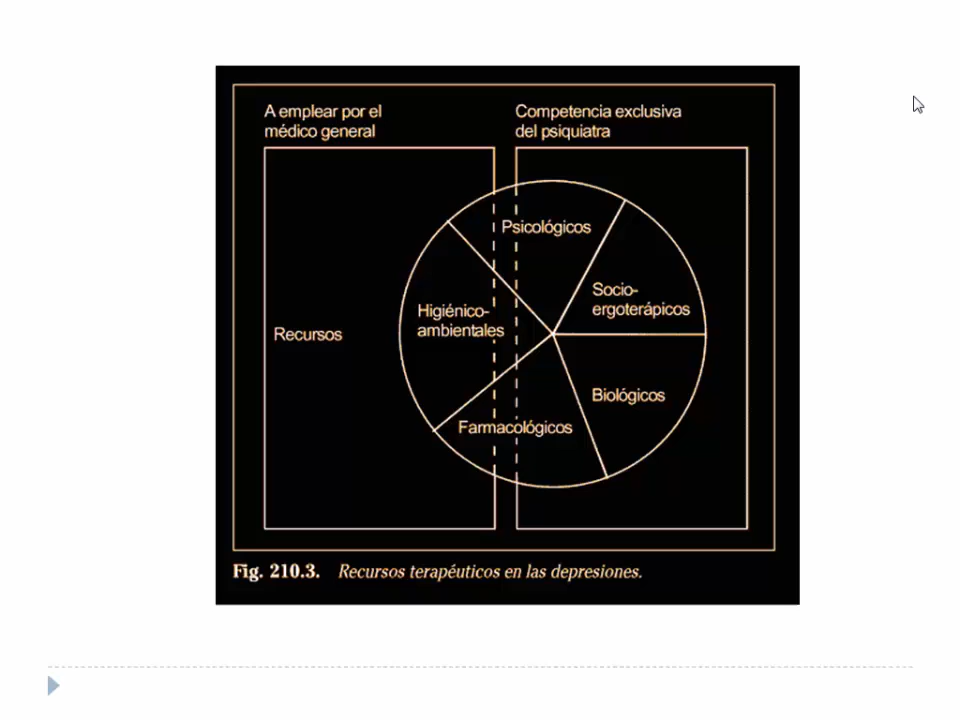 A emplear por el
médico general
Competencia exclusiva
del psiquiatra
Psicológicos
Socio-
ergoterápicos
Higiénico-
ambientales
Recursos
Biológicos
Farmacológicos
Fig. 210.3. Recursos terapéuticos en las depresiones.